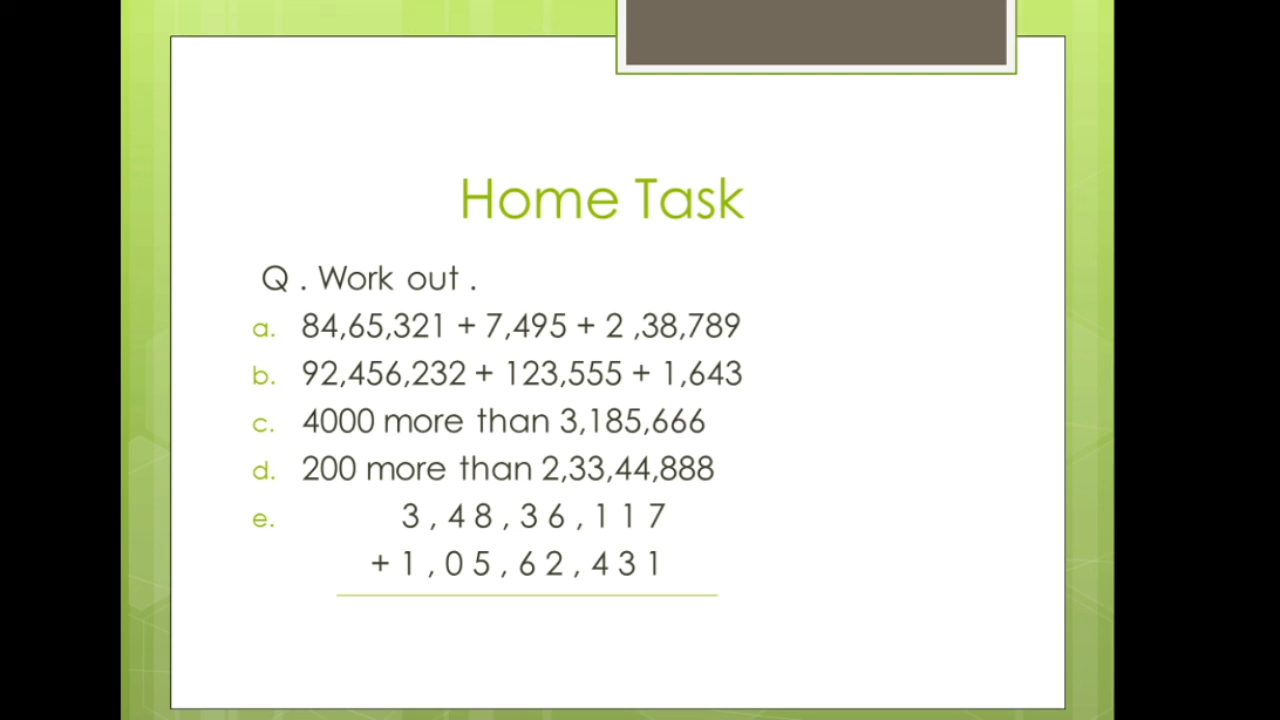 Home Task
Q . Work out .
a. 84,65,321 + 7,495 + 2 ,38,789
b. 92,456,232 + 123,555 + 1,643
c. 4000 more than 3,185,666
d. 200 more than 2,33,44,888
e. 3 , 4 8 , 3 6 , 1 1 7
+ 1 , 0 5 , 6 2 , 4 3 1